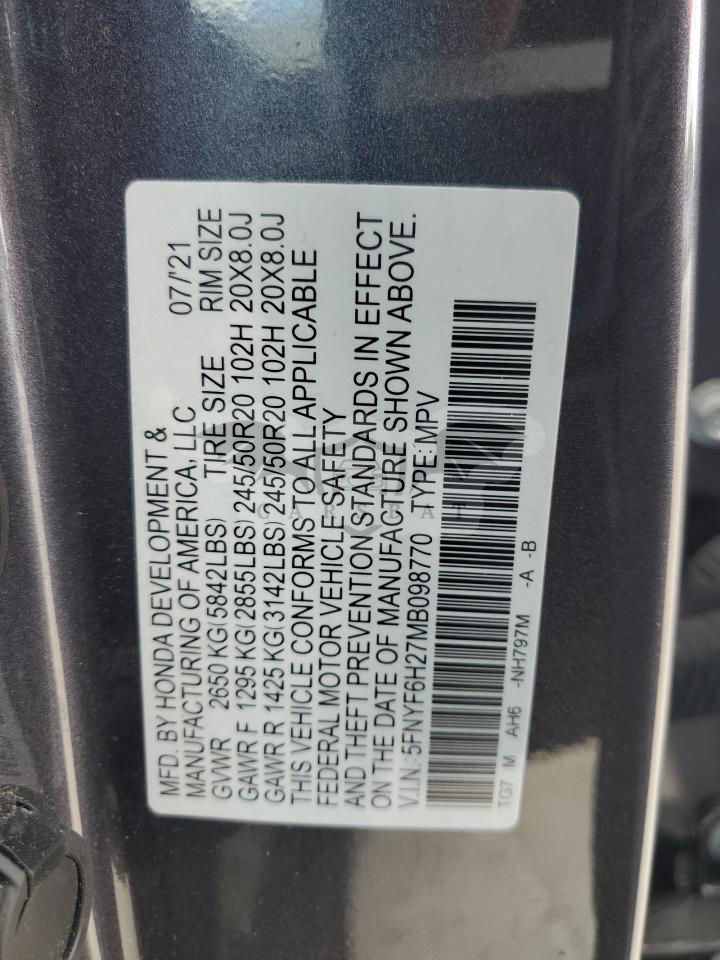 MFD. BY HONDA DEVELOPMENT & 07/'21
MANUFACTURING OF AMERICA, LLC
GVWR 2650 KG(5842LBS) TIRE SIZE RIM SIZE
GAWR F 1295 KG(2855LBS) 245/50R20 102H 20X8.0J
GAWR R 1425 KG(3142LBS) 245/50R20 102H 20X8.0J
THIS VEHICLE CONFORMS TO ALL APPLICABLE
FEDERAL MOTOR VEHICLE SAFETY
AND THEFT PREVENTION STANDARDS IN EFFECT
ON THE DATE OF MANUFACTURE SHOWN ABOVE.
V.I.N.:5FNYF6H27MB098770 TYPE:MPV
TG7 M AH6 -NH797M -A -B